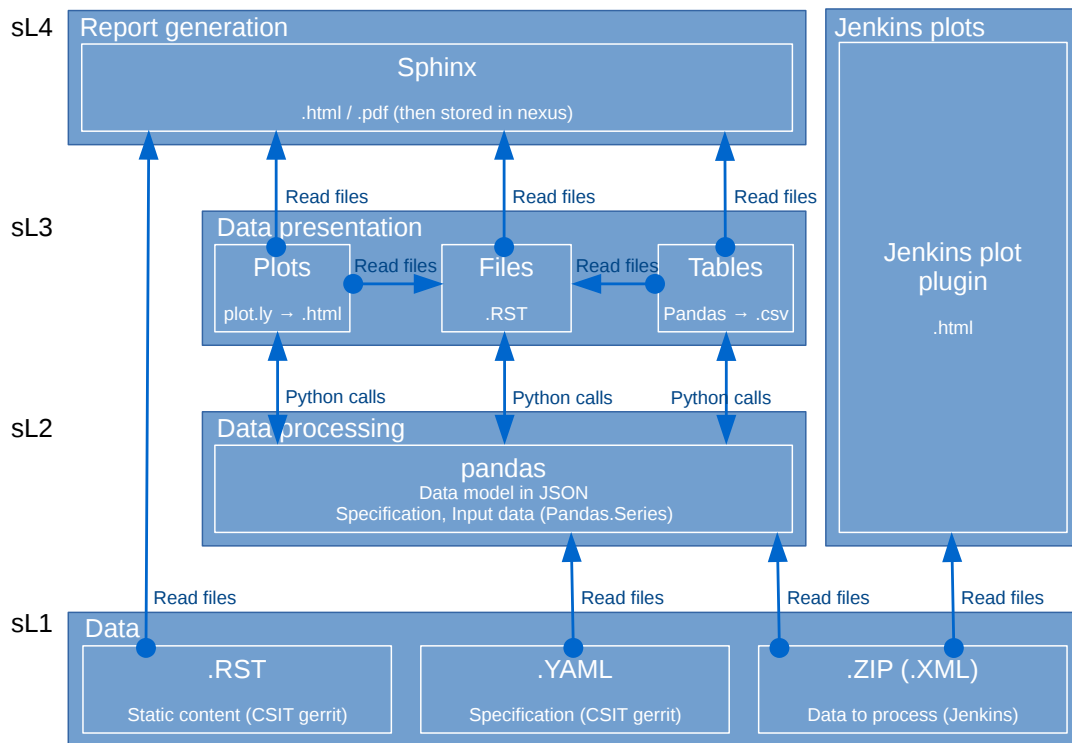 sL4
Report generation
Sphinx
.html / .pdf (then stored in nexus)
Jenkins plots
Jenkins plot
plugin
.html
Read files
Read files
Read files
sL3
Data presentation
Plots
plot.ly → .html
Read files
Files
.RST
Read files
Tables
Pandas → .csv
Python calls
Python calls
Python calls
sL2
Data processing
pandas
Data model in JSON
Specification, Input data (Pandas.Series)
Read files
Read files
Read files
Read files
sL1
Data
.RST
Static content (CSIT gerrit)
.YAML
Specification (CSIT gerrit)
.ZIP (.XML)
Data to process (Jenkins)